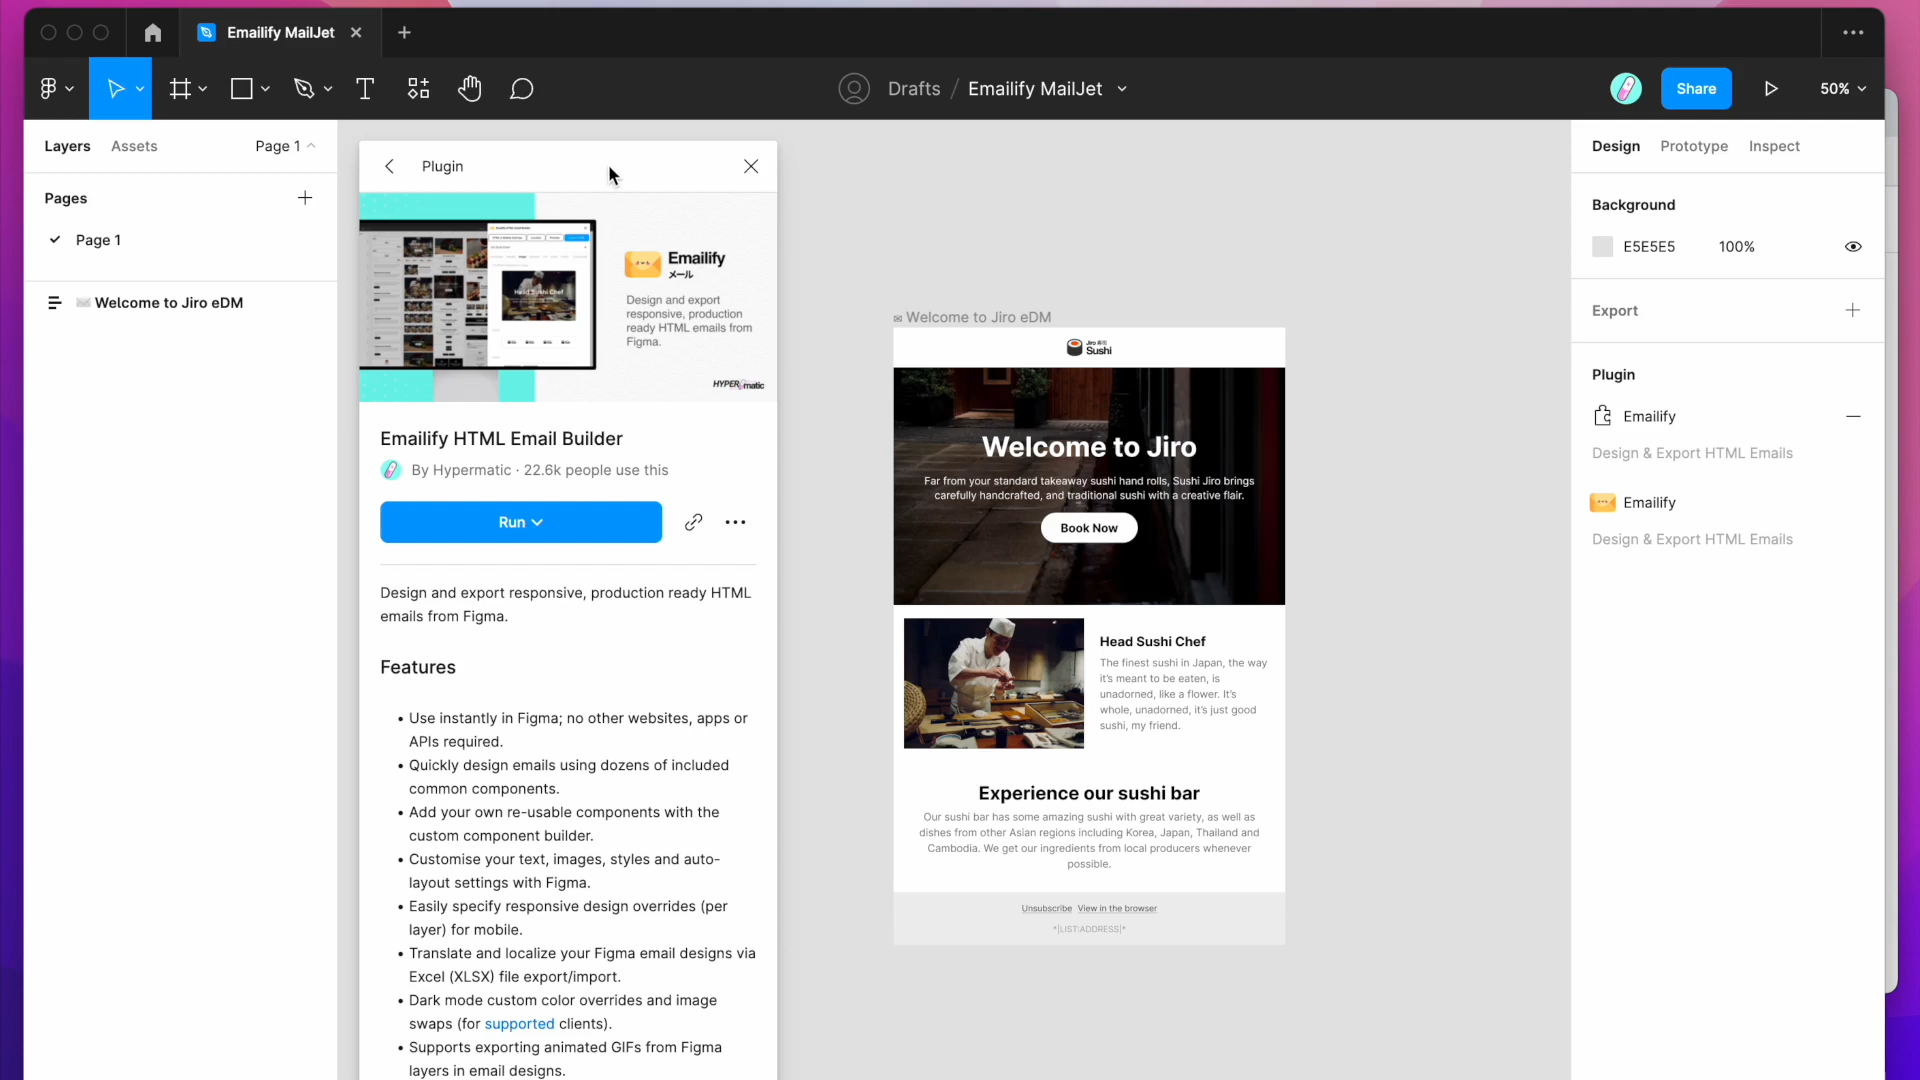 Emailify MailJet
Drafts / Emailify MailJet
Share
50%
Layers
Assets
Page 1
Pages
Page 1
Welcome to Jiro eDM
Plugin
Emailify
メール
Design and export
responsive, production
ready HTML emails from
Figma.
HYPERmatic
Emailify HTML Email Builder
By Hypermatic · 22.6k people use this
Run
Design and export responsive, production ready HTML
emails from Figma.
Features
• Use instantly in Figma; no other websites, apps or
APIs required.
• Quickly design emails using dozens of included
common components.
• Add your own re-usable components with the
custom component builder.
• Customise your text, images, styles and auto-
layout settings with Figma.
• Easily specify responsive design overrides (per
layer) for mobile.
• Translate and localize your Figma email designs via
Excel (XLSX) file export/import.
• Dark mode custom color overrides and image
swaps (for supported clients).
• Supports exporting animated GIFs from Figma
layers in email designs.
Welcome to Jiro eDM
Jiro 寿司
Sushi
Welcome to Jiro
Far from your standard takeaway sushi hand rolls, Sushi Jiro brings
carefully handcrafted, and traditional sushi with a creative flair.
Book Now
Head Sushi Chef
The finest sushi in Japan, the way
it's meant to be eaten, is
unadorned, like a flower. It's
whole, unadorned, it's just good
sushi, my friend.
Experience our sushi bar
Our sushi bar has some amazing sushi with great variety, as well as
dishes from other Asian regions including Korea, Japan, Thailand and
Cambodia. We get our ingredients from local producers whenever
possible.
Unsubscribe View in the browser
*|LIST:ADDRESS|*
Design
Prototype
Inspect
Background
E5E5E5
100%
Export
Plugin
Emailify
Design & Export HTML Emails
Emailify
Design & Export HTML Emails